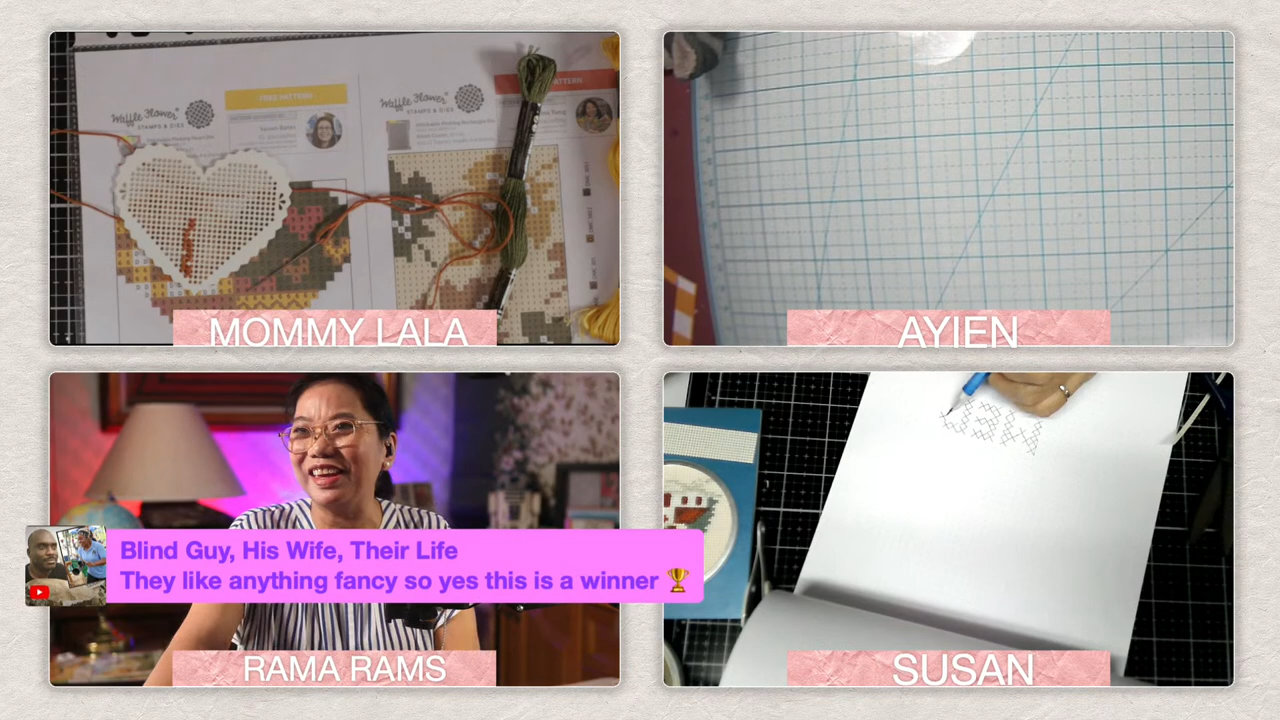 Waffle Flower
STAMPS & DIES
FREE PATTERN
Waffle Flower
STAMPS & DIES
PATTERN
MOMMY LALA
AYIEN
Blind Guy, His Wife, Their Life
They like anything fancy so yes this is a winner 🏆
RAMA RAMS
SUSAN